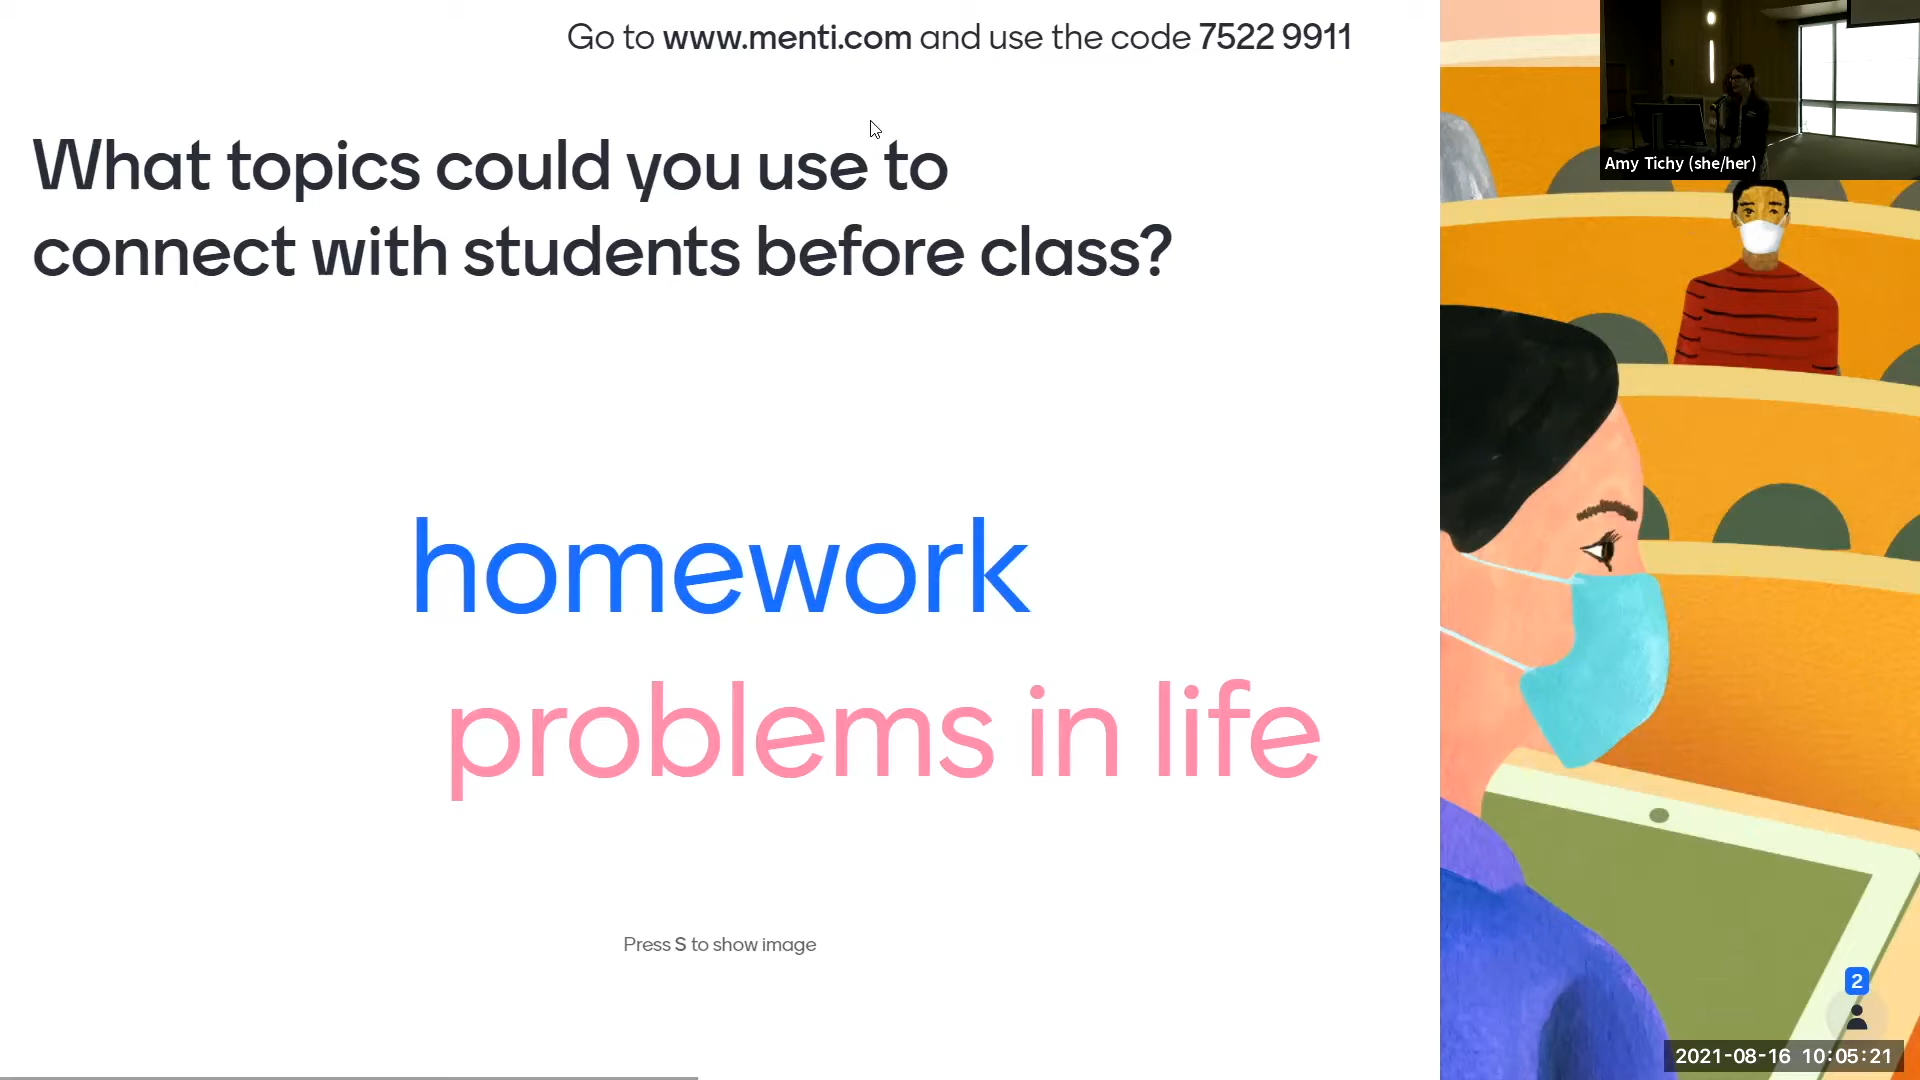 Go to www.menti.com and use the code 7522 9911
Amy Tichy (she/her)
What topics could you use to
connect with students before class?
homework
problems in life
Press S to show image
2
2021-08-16 10:05:21